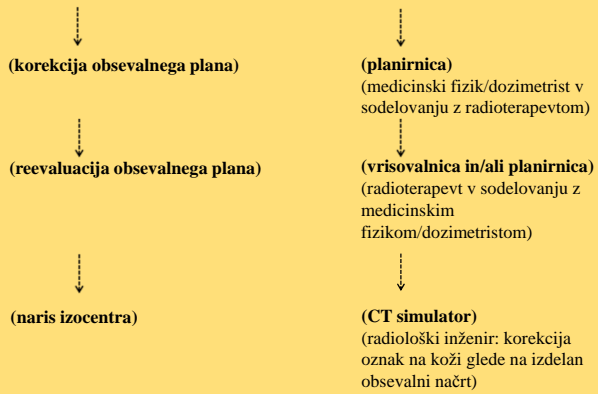 (korekcija obsevalnega plana)
(planirnica)
(medicinski fizik/dozimetrist v
sodelovanju z radioterapevtom)
(reevaluacija obsevalnega plana)
(vrisovalnica in/ali planirnica)
(radioterapevt v sodelovanju z
medicinskim
fizikom/dozimetristom)
(naris izocentra)
(CT simulator)
(radiološki inženir: korekcija
oznak na koži glede na izdelan
obsevalni načrt)